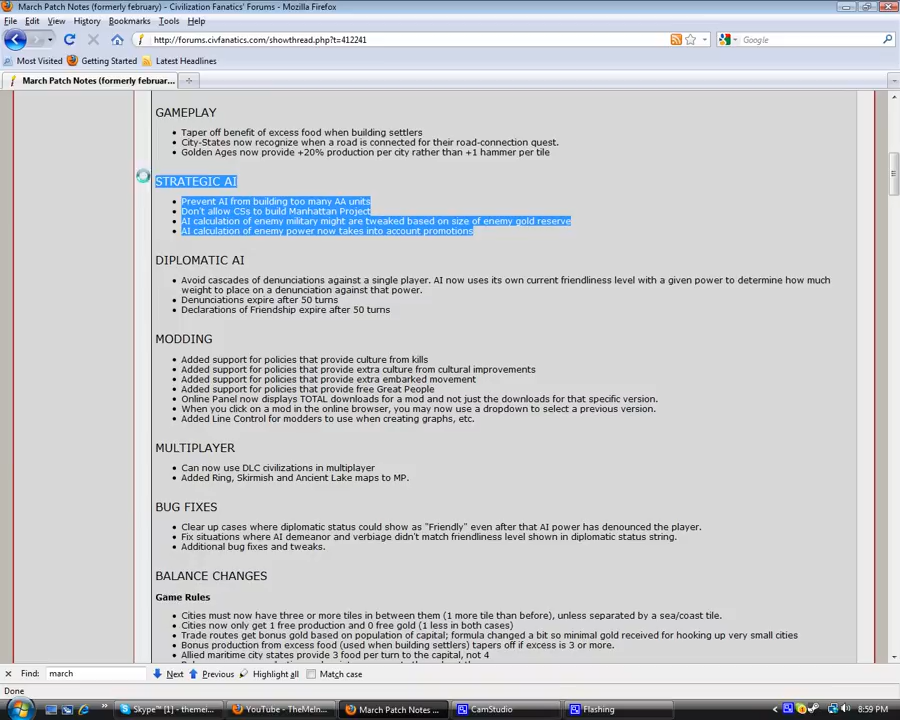 March Patch Notes (formerly february) - Civilization Fanatics' Forums - Mozilla Firefox
File Edit View History Bookmarks Tools Help
http://forums.civfanatics.com/showthread.php?t=412241
Google
Most Visited Getting Started Latest Headlines
March Patch Notes (formerly februar...
GAMEPLAY
Taper off benefit of excess food when building settlers
City-States now recognize when a road is connected for their road-connection quest.
Golden Ages now provide +20% production per city rather than +1 hammer per tile
STRATEGIC AI
Prevent AI from building too many AA units
Don't allow CSs to build Manhattan Project
AI calculation of enemy military might are tweaked based on size of enemy gold reserve
AI calculation of enemy power now takes into account promotions
DIPLOMATIC AI
Avoid cascades of denunciations against a single player. AI now uses its own current friendliness level with a given power to determine how much
weight to place on a denunciation against that power.
Denunciations expire after 50 turns
Declarations of Friendship expire after 50 turns
MODDING
Added support for policies that provide culture from kills
Added support for policies that provide extra culture from cultural improvements
Added support for policies that provide extra embarked movement
Added support for policies that provide free Great People
Online Panel now displays TOTAL downloads for a mod and not just the downloads for that specific version.
When you click on a mod in the online browser, you may now use a dropdown to select a previous version.
Added Line Control for modders to use when creating graphs, etc.
MULTIPLAYER
Can now use DLC civilizations in multiplayer
Added Ring, Skirmish and Ancient Lake maps to MP.
BUG FIXES
Clear up cases where diplomatic status could show as "Friendly" even after that AI power has denounced the player.
Fix situations where AI demeanor and verbiage didn't match friendliness level shown in diplomatic status string.
Additional bug fixes and tweaks.
BALANCE CHANGES
Game Rules
Cities must now have three or more tiles in between them (1 more tile than before), unless separated by a sea/coast tile.
Cities now only get 1 free production and 0 free gold (1 less in both cases)
Trade routes get bonus gold based on population of capital; formula changed a bit so minimal gold received for hooking up very small cities
Bonus production from excess food (used when building settlers) tapers off if excess is 3 or more.
Allied maritime city states provide 3 food per turn to the capital, not 4
Find: march Next Previous Highlight all Match case
Done
Skype™ [1] - themei... YouTube - TheMeIn... March Patch Notes ... CamStudio Flashing 8:59 PM